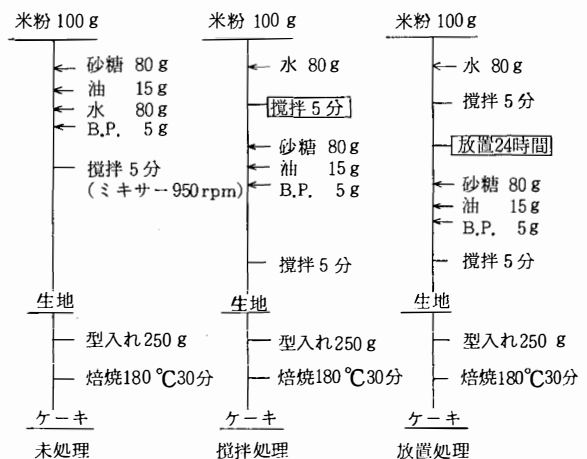 米粉 100 g
砂糖 80 g
油 15 g
水 80 g
B.P. 5 g
攪拌 5 分
(ミキサー 950 rpm)
生地
型入れ 250 g
焙焼 180 ℃ 30 分
ケーキ
未処理
米粉 100 g
水 80 g
攪拌 5 分
砂糖 80 g
油 15 g
B.P. 5 g
攪拌 5 分
生地
型入れ 250 g
焙焼 180 ℃ 30 分
ケーキ
攪拌処理
米粉 100 g
水 80 g
攪拌 5 分
放置 24 時間
砂糖 80 g
油 15 g
B.P. 5 g
攪拌 5 分
生地
型入れ 250 g
焙焼 180℃ 30 分
ケーキ
放置処理